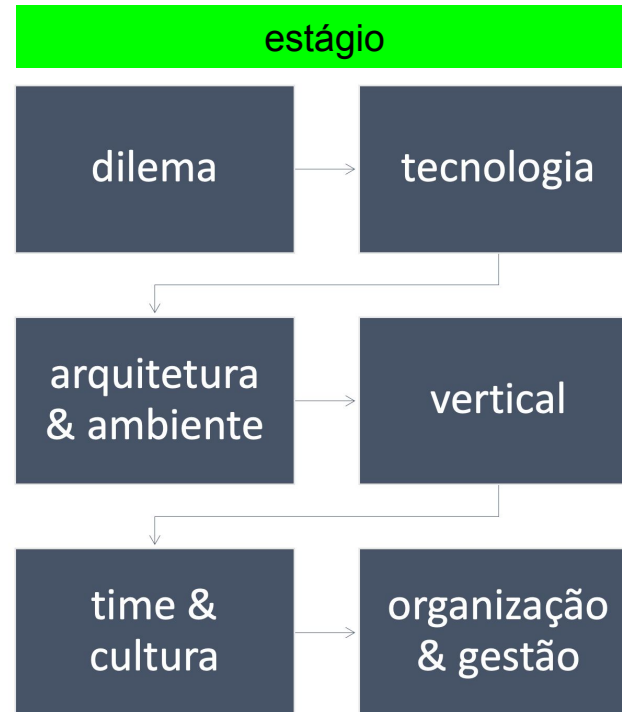 estágio
dilema
tecnologia
arquitetura
& ambiente
vertical
time &
cultura
organização
& gestão